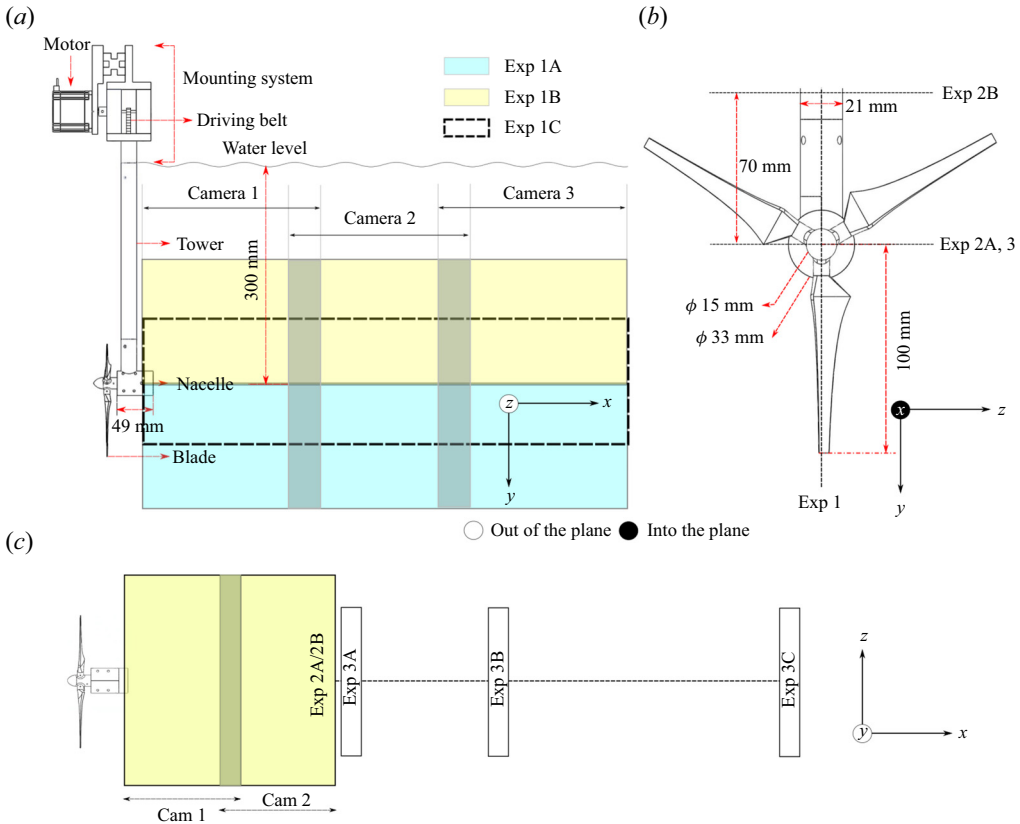 (a)
Motor
Mounting system
Driving belt
Water level
Exp 1A
Exp 1B
Exp 1C
Camera 1
Camera 2
Camera 3
Tower
300 mm
Nacelle
49 mm
Blade
z
x
y
(b)
21 mm
Exp 2B
70 mm
Exp 2A, 3
ϕ 15 mm
ϕ 33 mm
100 mm
x
z
y
Exp 1
Out of the plane
Into the plane
(c)
Exp 2A/2B
Exp 3A
Exp 3B
Exp 3C
z
y
x
Cam 1
Cam 2